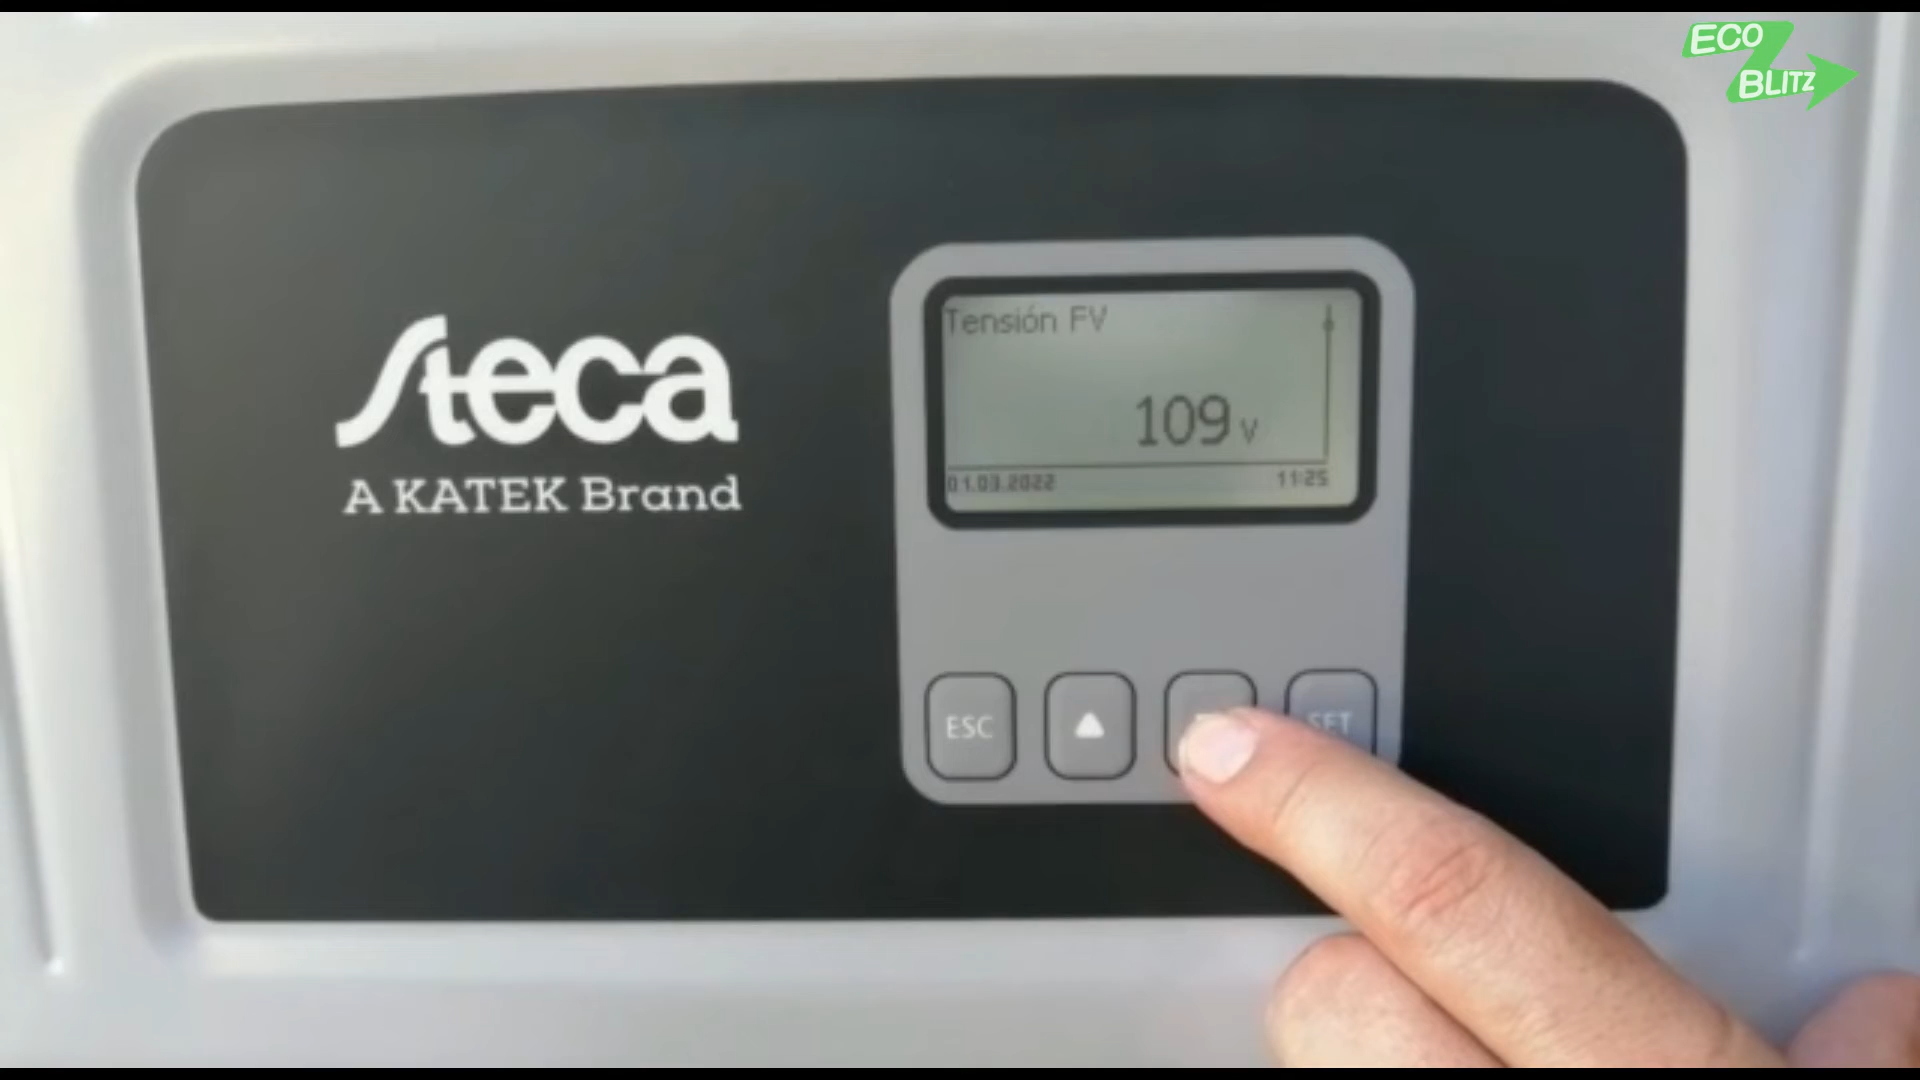 ECO
BLITZ
Steca
A KATEK Brand
Tensión FV
109 V
01.03.2022 11:25
ESC
SET